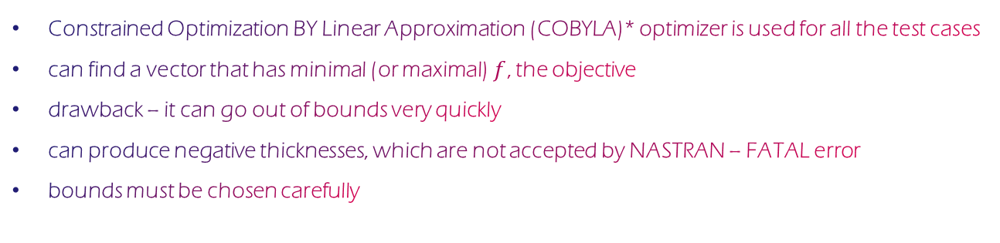 • Constrained Optimization BY Linear Approximation (COBYLA)* optimizer is used for all the test cases
• can find a vector that has minimal (or maximal) f, the objective
• drawback – it can go out of bounds very quickly
• can produce negative thicknesses, which are not accepted by NASTRAN – FATAL error
• bounds must be chosen carefully